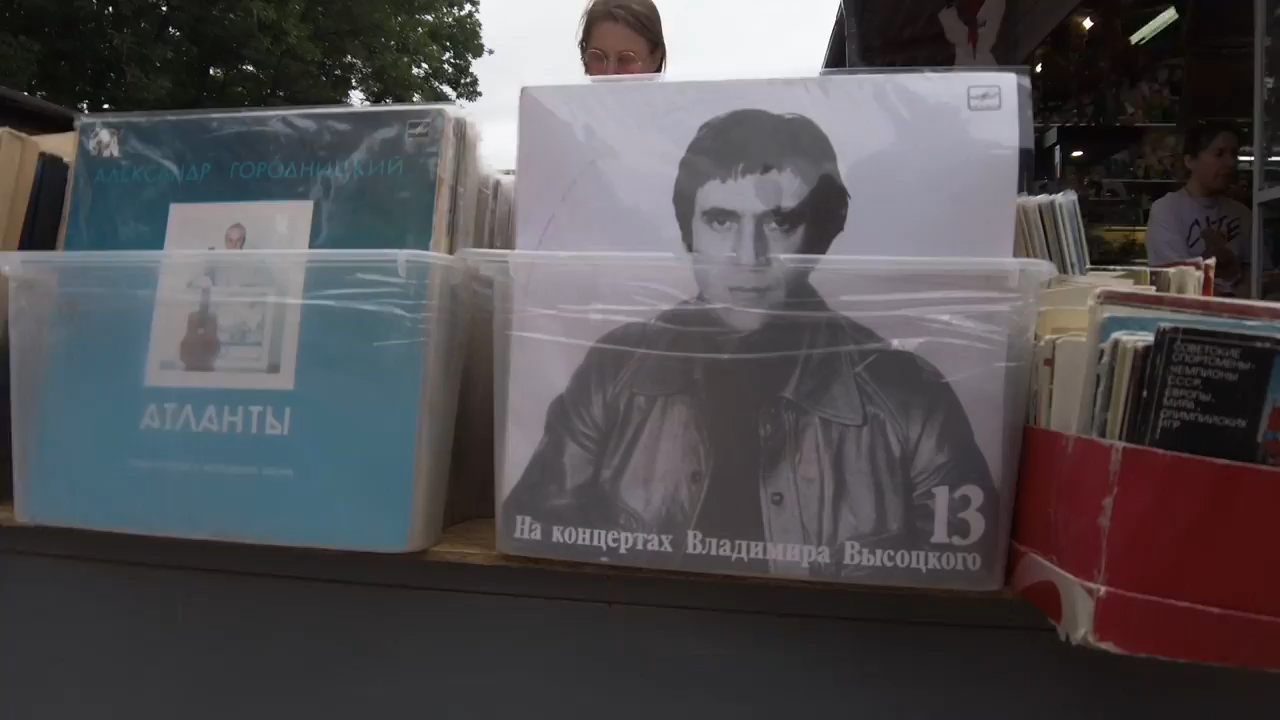 АЛЕКСАНДР ГОРОДНИЦКИЙ
АТЛАНТЫ
13
На концертах Владимира Высоцкого
СОВЕТСКИЕ
СПОРТСМЕНЫ-
ЧЕМПИОНЫ
СССР,
ЕВРОПЫ,
МИРА,
ОЛИМПИЙСКИХ
ИГР